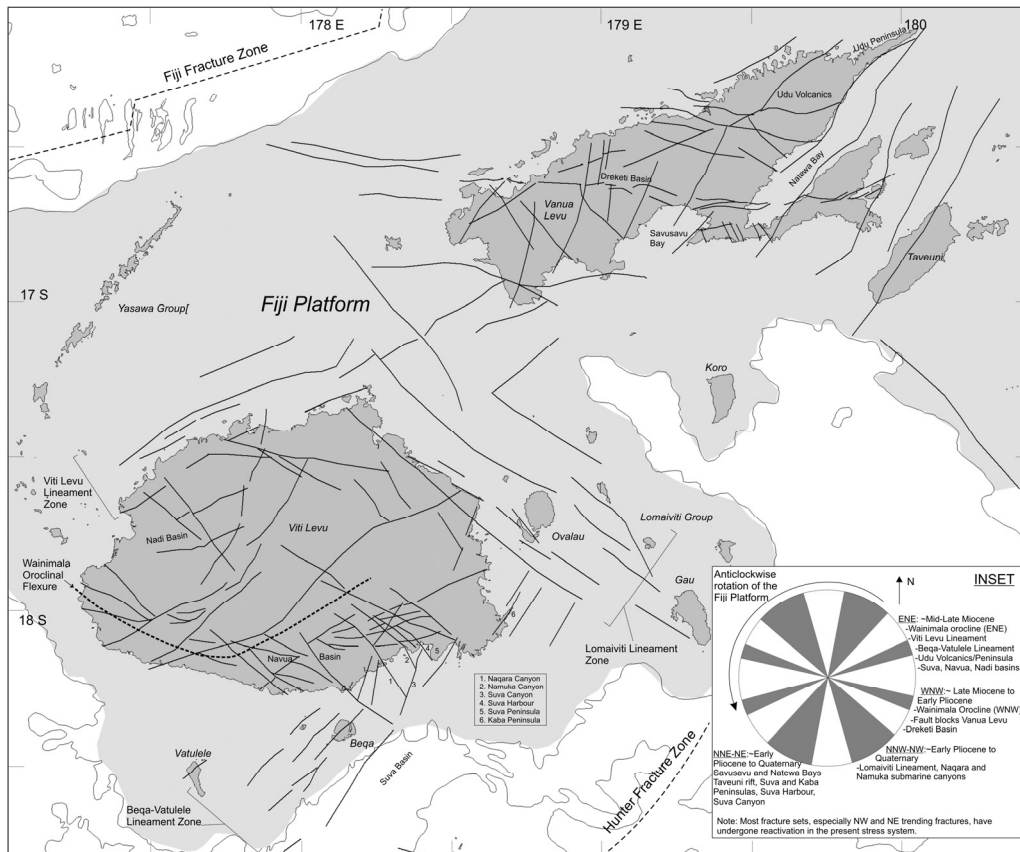 178 E
179 E
180
Fiji Fracture Zone
Udu Peninsula
Udu Volcanics
Natewa Bay
Dreketi Basin
Vanua
Levu
Savusavu
Bay
Taveuni
17 S
Yasawa Group[
Fiji Platform
Koro
Viti Levu
Lineament
Zone
Nadi Basin
Viti Levu
Ovalau
Lomaiviti Group
Wainimala
Oroclinal
Flexure
Gau
18 S
Lomaiviti Lineament
Zone
Navua
Basin
1
2
3
4
5
6
1. Naqara Canyon
2. Namuka Canyon
3. Suva Canyon
4. Suva Harbour
5. Suva Peninsula
6. Kaba Peninsula
Vatulele
Beqa
Suva Basin
Hunter Fracture Zone
Beqa-Vatulele
Lineament Zone
Anticlockwise
rotation of the
Fiji Platform
N
INSET
ENE: ~Mid-Late Miocene
-Wainimala orocline (ENE)
-Viti Levu Lineament
-Beqa-Vatulele Lineament
-Udu Volcanics/Peninsula
-Suva, Navua, Nadi basins
WNW:~ Late Miocene to
Early Pliocene
-Wainimala Orocline (WNW)
-Fault blocks Vanua Levu
-Dreketi Basin
NNW-NW:~Early Pliocene to
Quaternary
-Lomaiviti Lineament, Naqara and
Namuka submarine canyons
NNE-NE:~Early
Pliocene to Quaternary
Savusavu and Natewa Bays
Taveuni rift, Suva and Kaba
Peninsulas, Suva Harbour,
Suva Canyon
Note: Most fracture sets, especially NW and NE trending fractures, have
undergone reactivation in the present stress system.